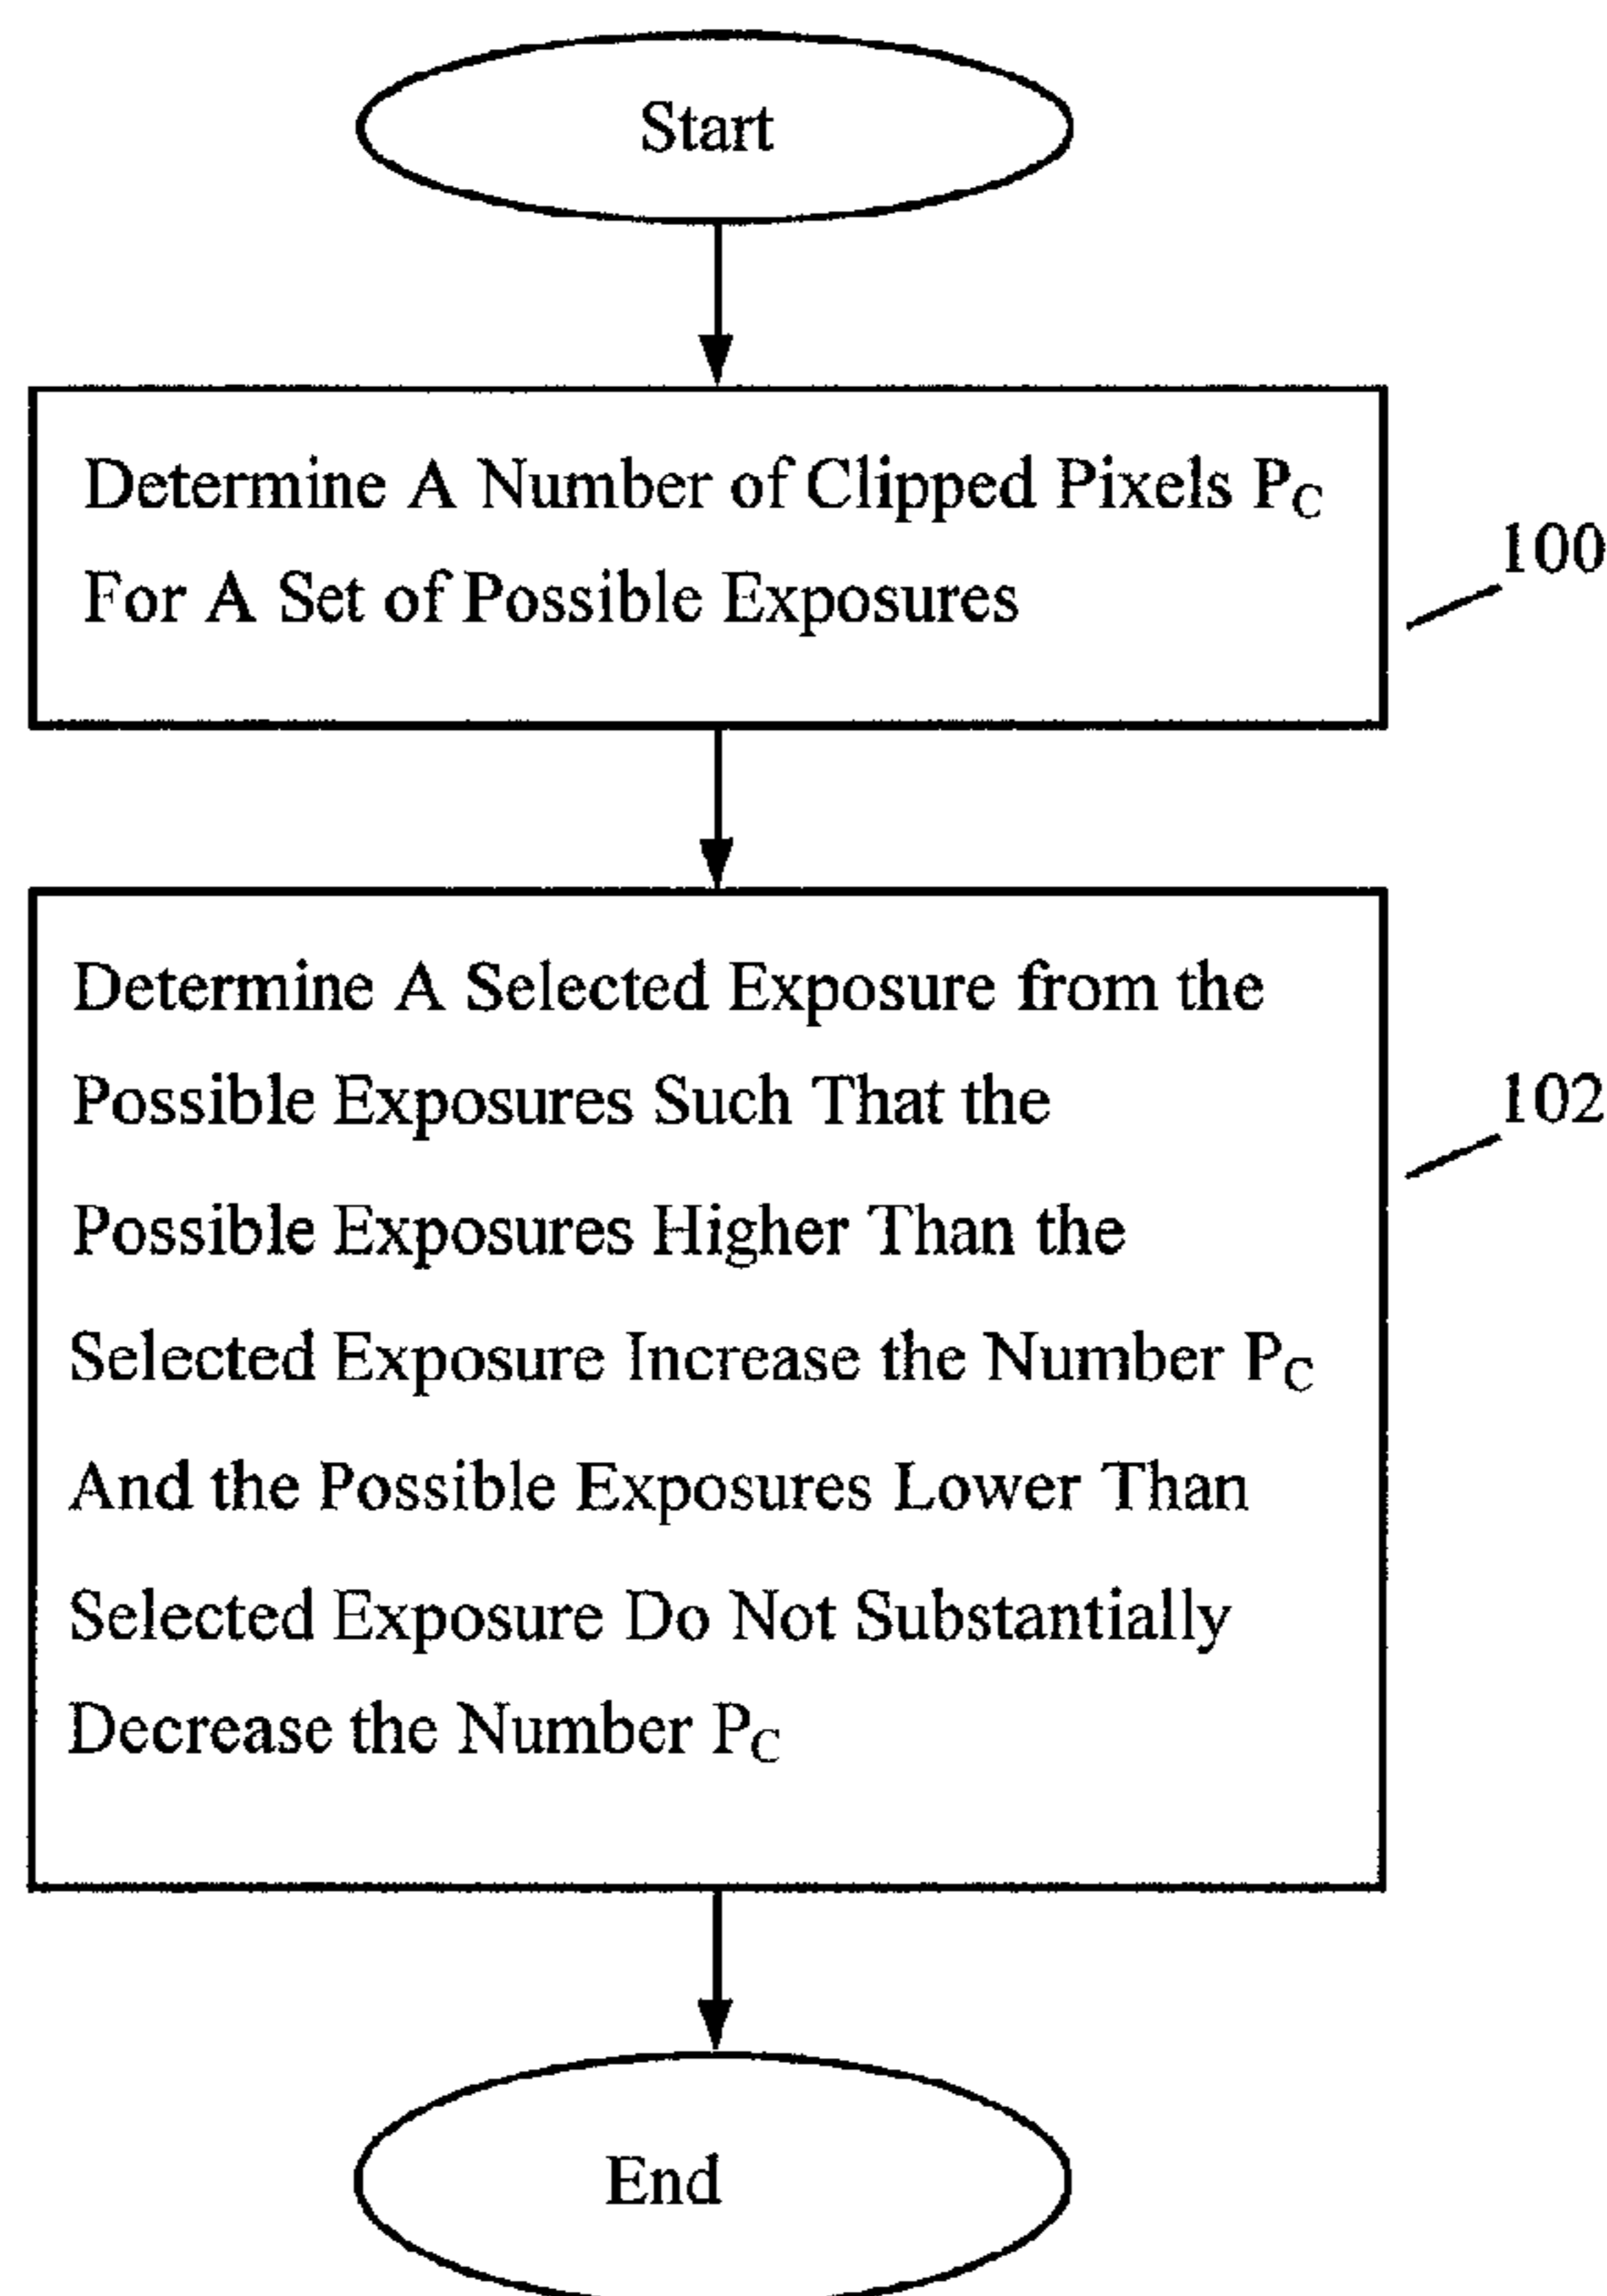 Start
Determine A Number of Clipped Pixels P_C
For A Set of Possible Exposures
100
Determine A Selected Exposure from the
Possible Exposures Such That the
Possible Exposures Higher Than the
Selected Exposure Increase the Number P_C
And the Possible Exposures Lower Than
Selected Exposure Do Not Substantially
Decrease the Number P_C
102
End